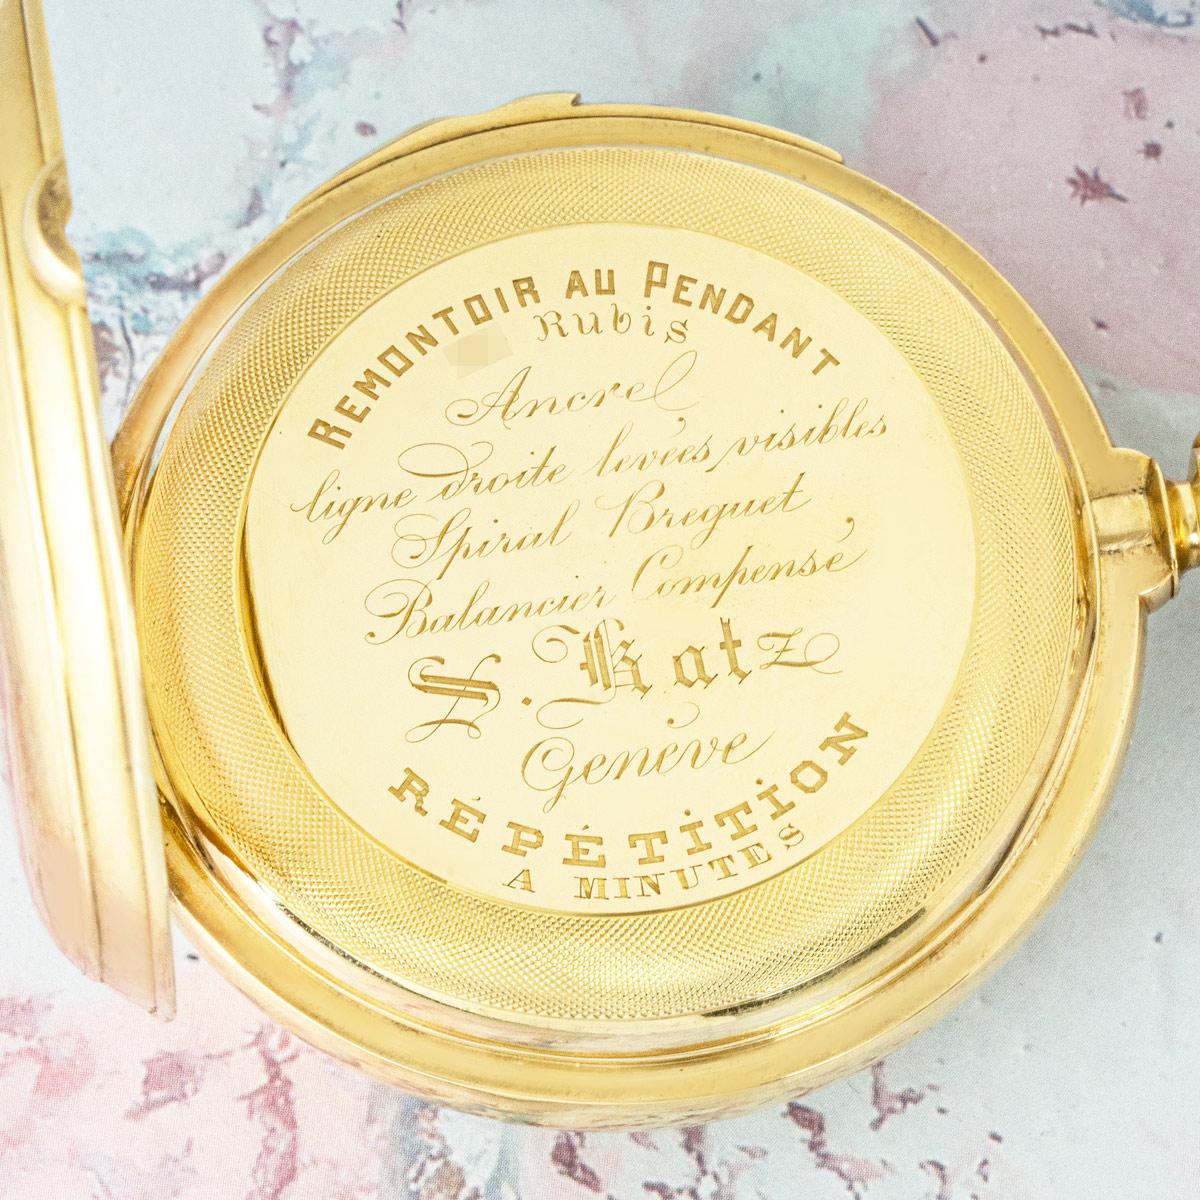 REMONTOIR AU PENDANT
Rubis
Ancre
ligne droite levées visibles
Spiral Breguet
Balancier Compensé
S. Katz
Genève
RÉPÉTITION
A MINUTES